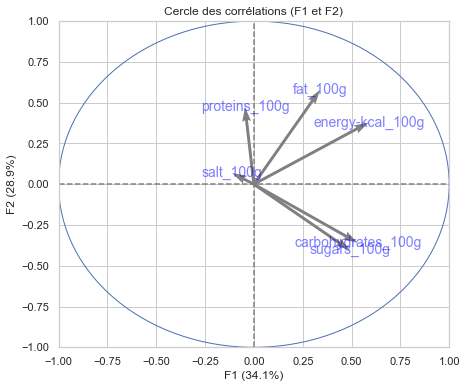 Cercle des corrélations (F1 et F2)
1.00
0.75
fat_100g
0.50
proteins_100g
energy-kcal_100g
0.25
salt_100g
0.00
F2 (28.9%)
−0.25
carbohydrates_100g
sugars_100g
−0.50
−0.75
−1.00
−1.00 −0.75 −0.50 −0.25 0.00 0.25 0.50 0.75 1.00
F1 (34.1%)